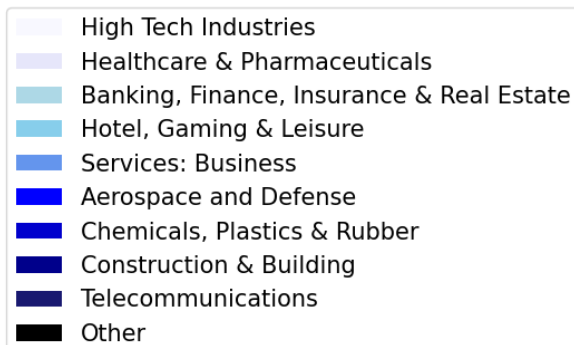 High Tech Industries
Healthcare & Pharmaceuticals
Banking, Finance, Insurance & Real Estate
Hotel, Gaming & Leisure
Services: Business
Aerospace and Defense
Chemicals, Plastics & Rubber
Construction & Building
Telecommunications
Other